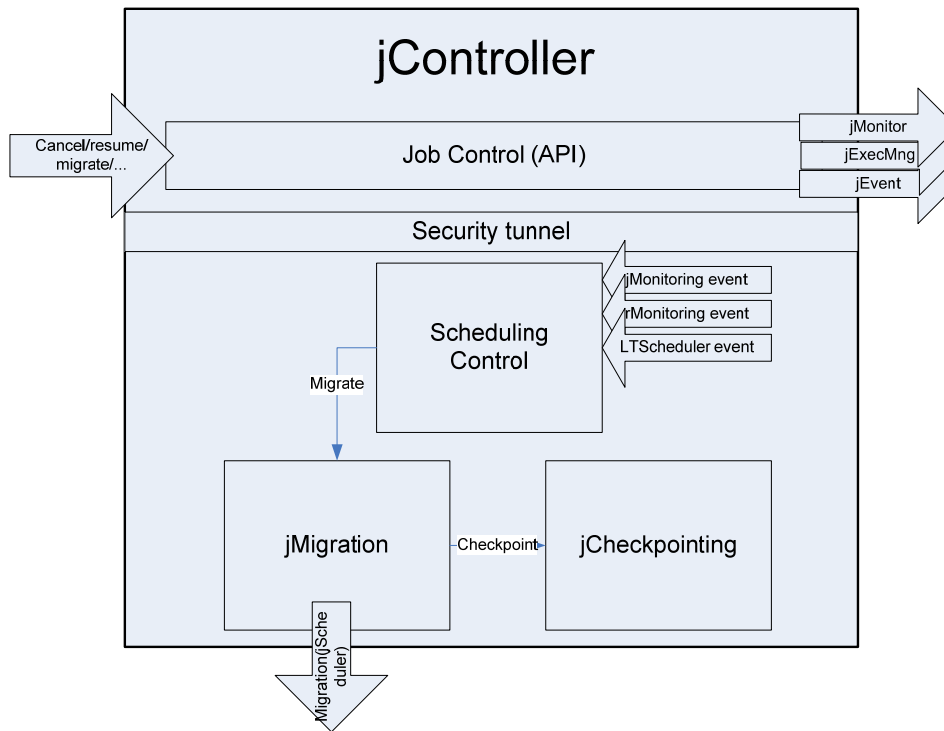 jController
Cancel/resume/
migrate/...
Job Control (API)
jMonitor
jExecMng
jEvent
Security tunnel
jMonitoring event
rMonitoring event
LTScheduler event
Scheduling
Control
Migrate
jMigration
Checkpoint
jCheckpointing
Migration(jSche
duler)